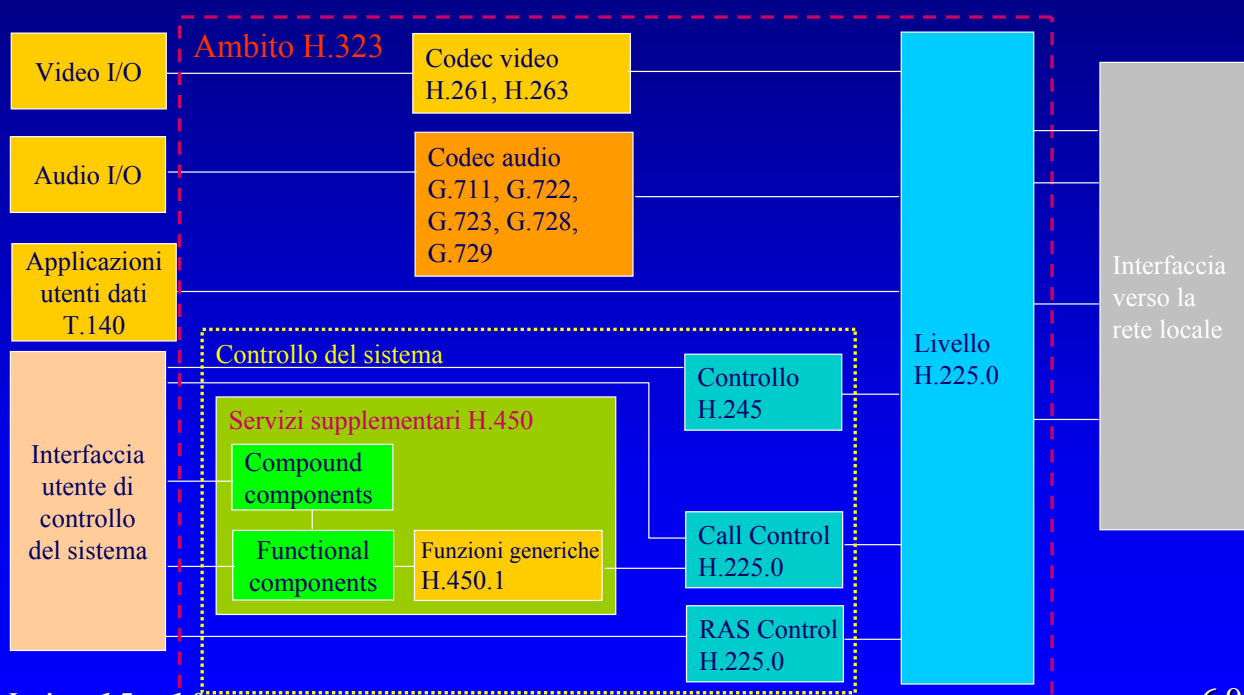 Ambito H.323
Video I/O
Codec video
H.261, H.263
Audio I/O
Codec audio
G.711, G.722,
G.723, G.728,
G.729
Applicazioni
utenti dati
T.140
Interfaccia
verso la
rete locale
Livello
H.225.0
Controllo del sistema
Controllo
H.245
Servizi supplementari H.450
Interfaccia
utente di
controllo
del sistema
Compound
components
Functional
components
Funzioni generiche
H.450.1
Call Control
H.225.0
RAS Control
H.225.0